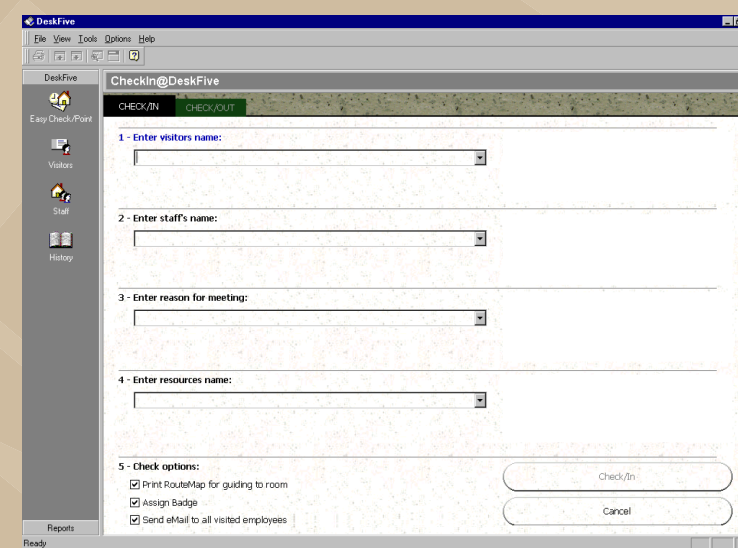 DeskFive
File View Tools Options Help
DeskFive
CheckIn@DeskFive
CHECK/IN CHECK/OUT
Easy Check/Point
Visitors
Staff
History
1 - Enter visitors name:
2 - Enter staff's name:
3 - Enter reason for meeting:
4 - Enter resources name:
5 - Check options:
Print RouteMap for guiding to room
Assign Badge
Send eMail to all visited employees
Check/In
Cancel
Reports
Ready